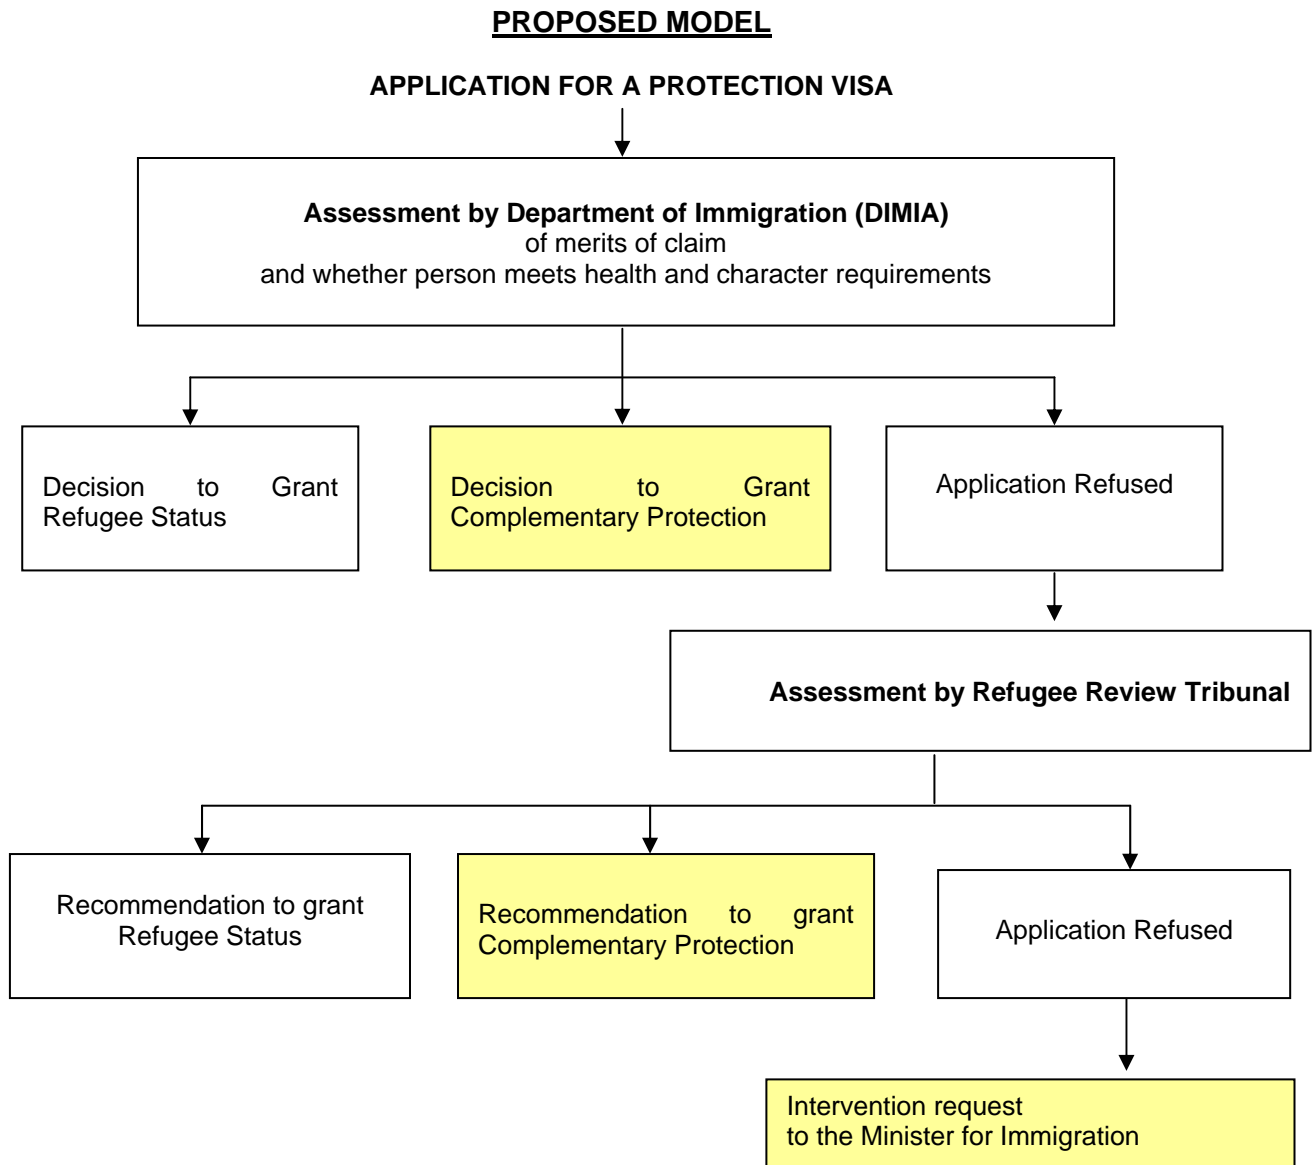 PROPOSED MODEL
APPLICATION FOR A PROTECTION VISA
Assessment by Department of Immigration (DIMIA)
of merits of claim
and whether person meets health and character requirements
Decision to Grant
Refugee Status
Decision to Grant
Complementary Protection
Application Refused
Assessment by Refugee Review Tribunal
Recommendation to grant
Refugee Status
Recommendation to grant
Complementary Protection
Application Refused
Intervention request
to the Minister for Immigration